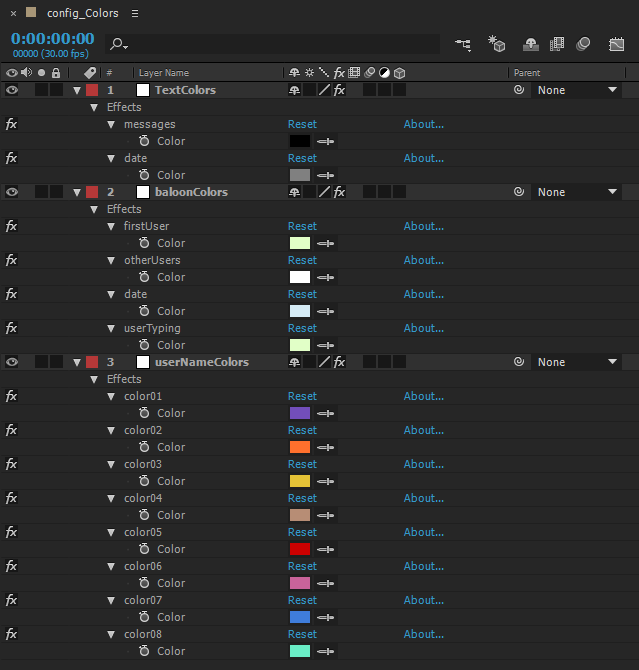 × config_Colors
0:00:00:00
00000 (30.00 fps)
# Layer Name fx Parent
1 TextColors fx None
Effects
fx messages Reset About...
Color
fx date Reset About...
Color
2 baloonColors fx None
Effects
fx firstUser Reset About...
Color
fx otherUsers Reset About...
Color
fx date Reset About...
Color
fx userTyping Reset About...
Color
3 userNameColors fx None
Effects
fx color01 Reset About...
Color
fx color02 Reset About...
Color
fx color03 Reset About...
Color
fx color04 Reset About...
Color
fx color05 Reset About...
Color
fx color06 Reset About...
Color
fx color07 Reset About...
Color
fx color08 Reset About...
Color